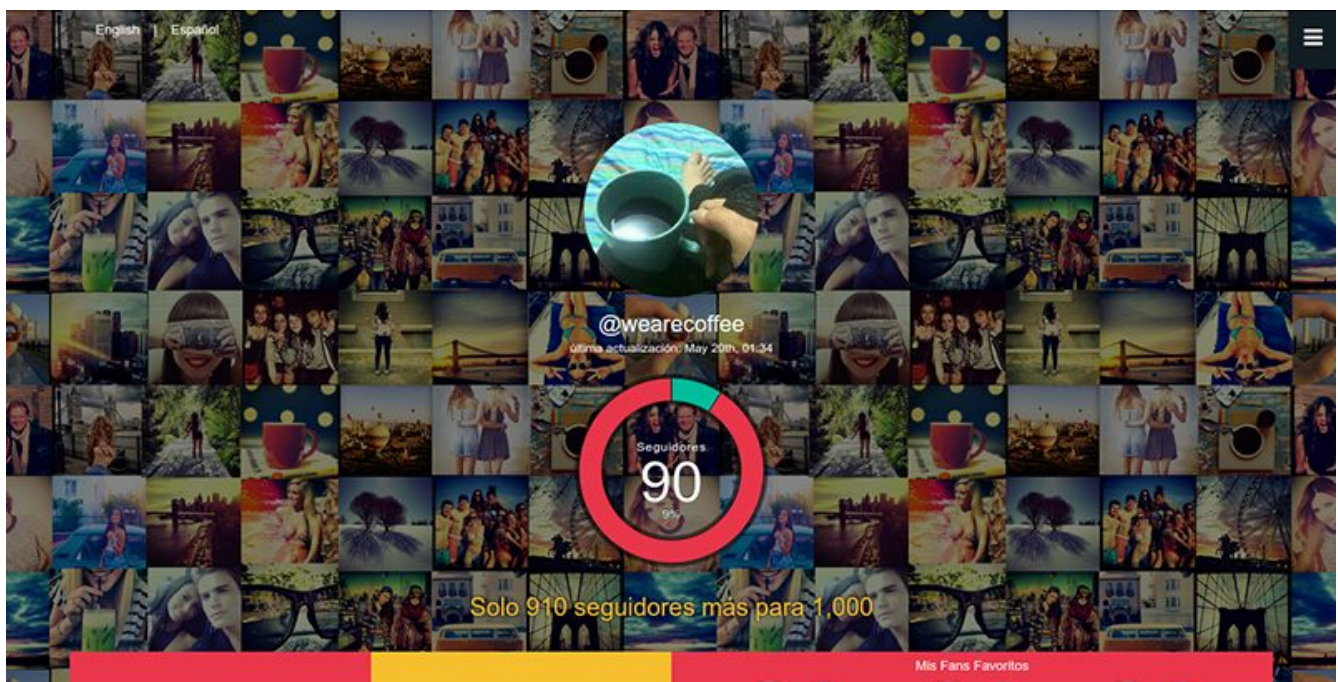 English | Español
@wearecoffee
última actualización: May 20th, 01:34
Seguidores
90
9%
Solo 910 seguidores más para 1,000
Mis Fans Favoritos